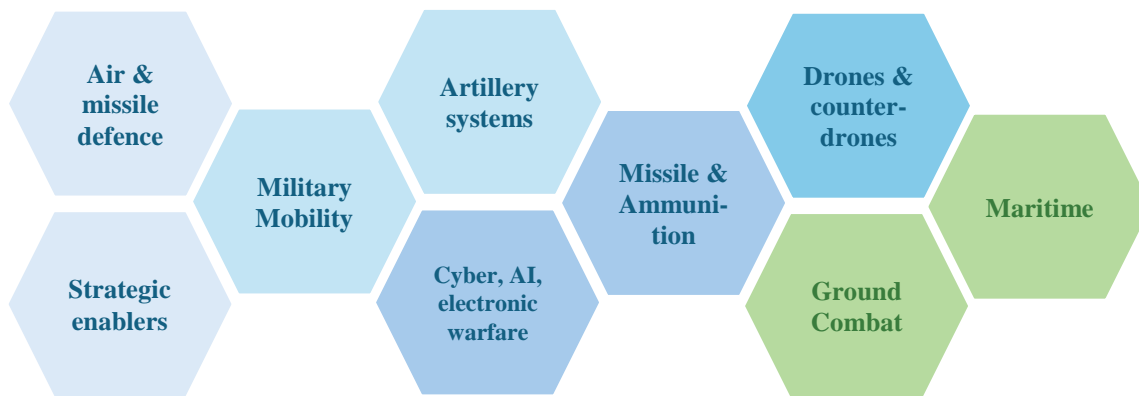 Air &
missile
defence
Strategic
enablers
Military
Mobility
Artillery
systems
Cyber, AI,
electronic
warfare
Missile &
Ammuni-
tion
Drones &
counter-
drones
Ground
Combat
Maritime